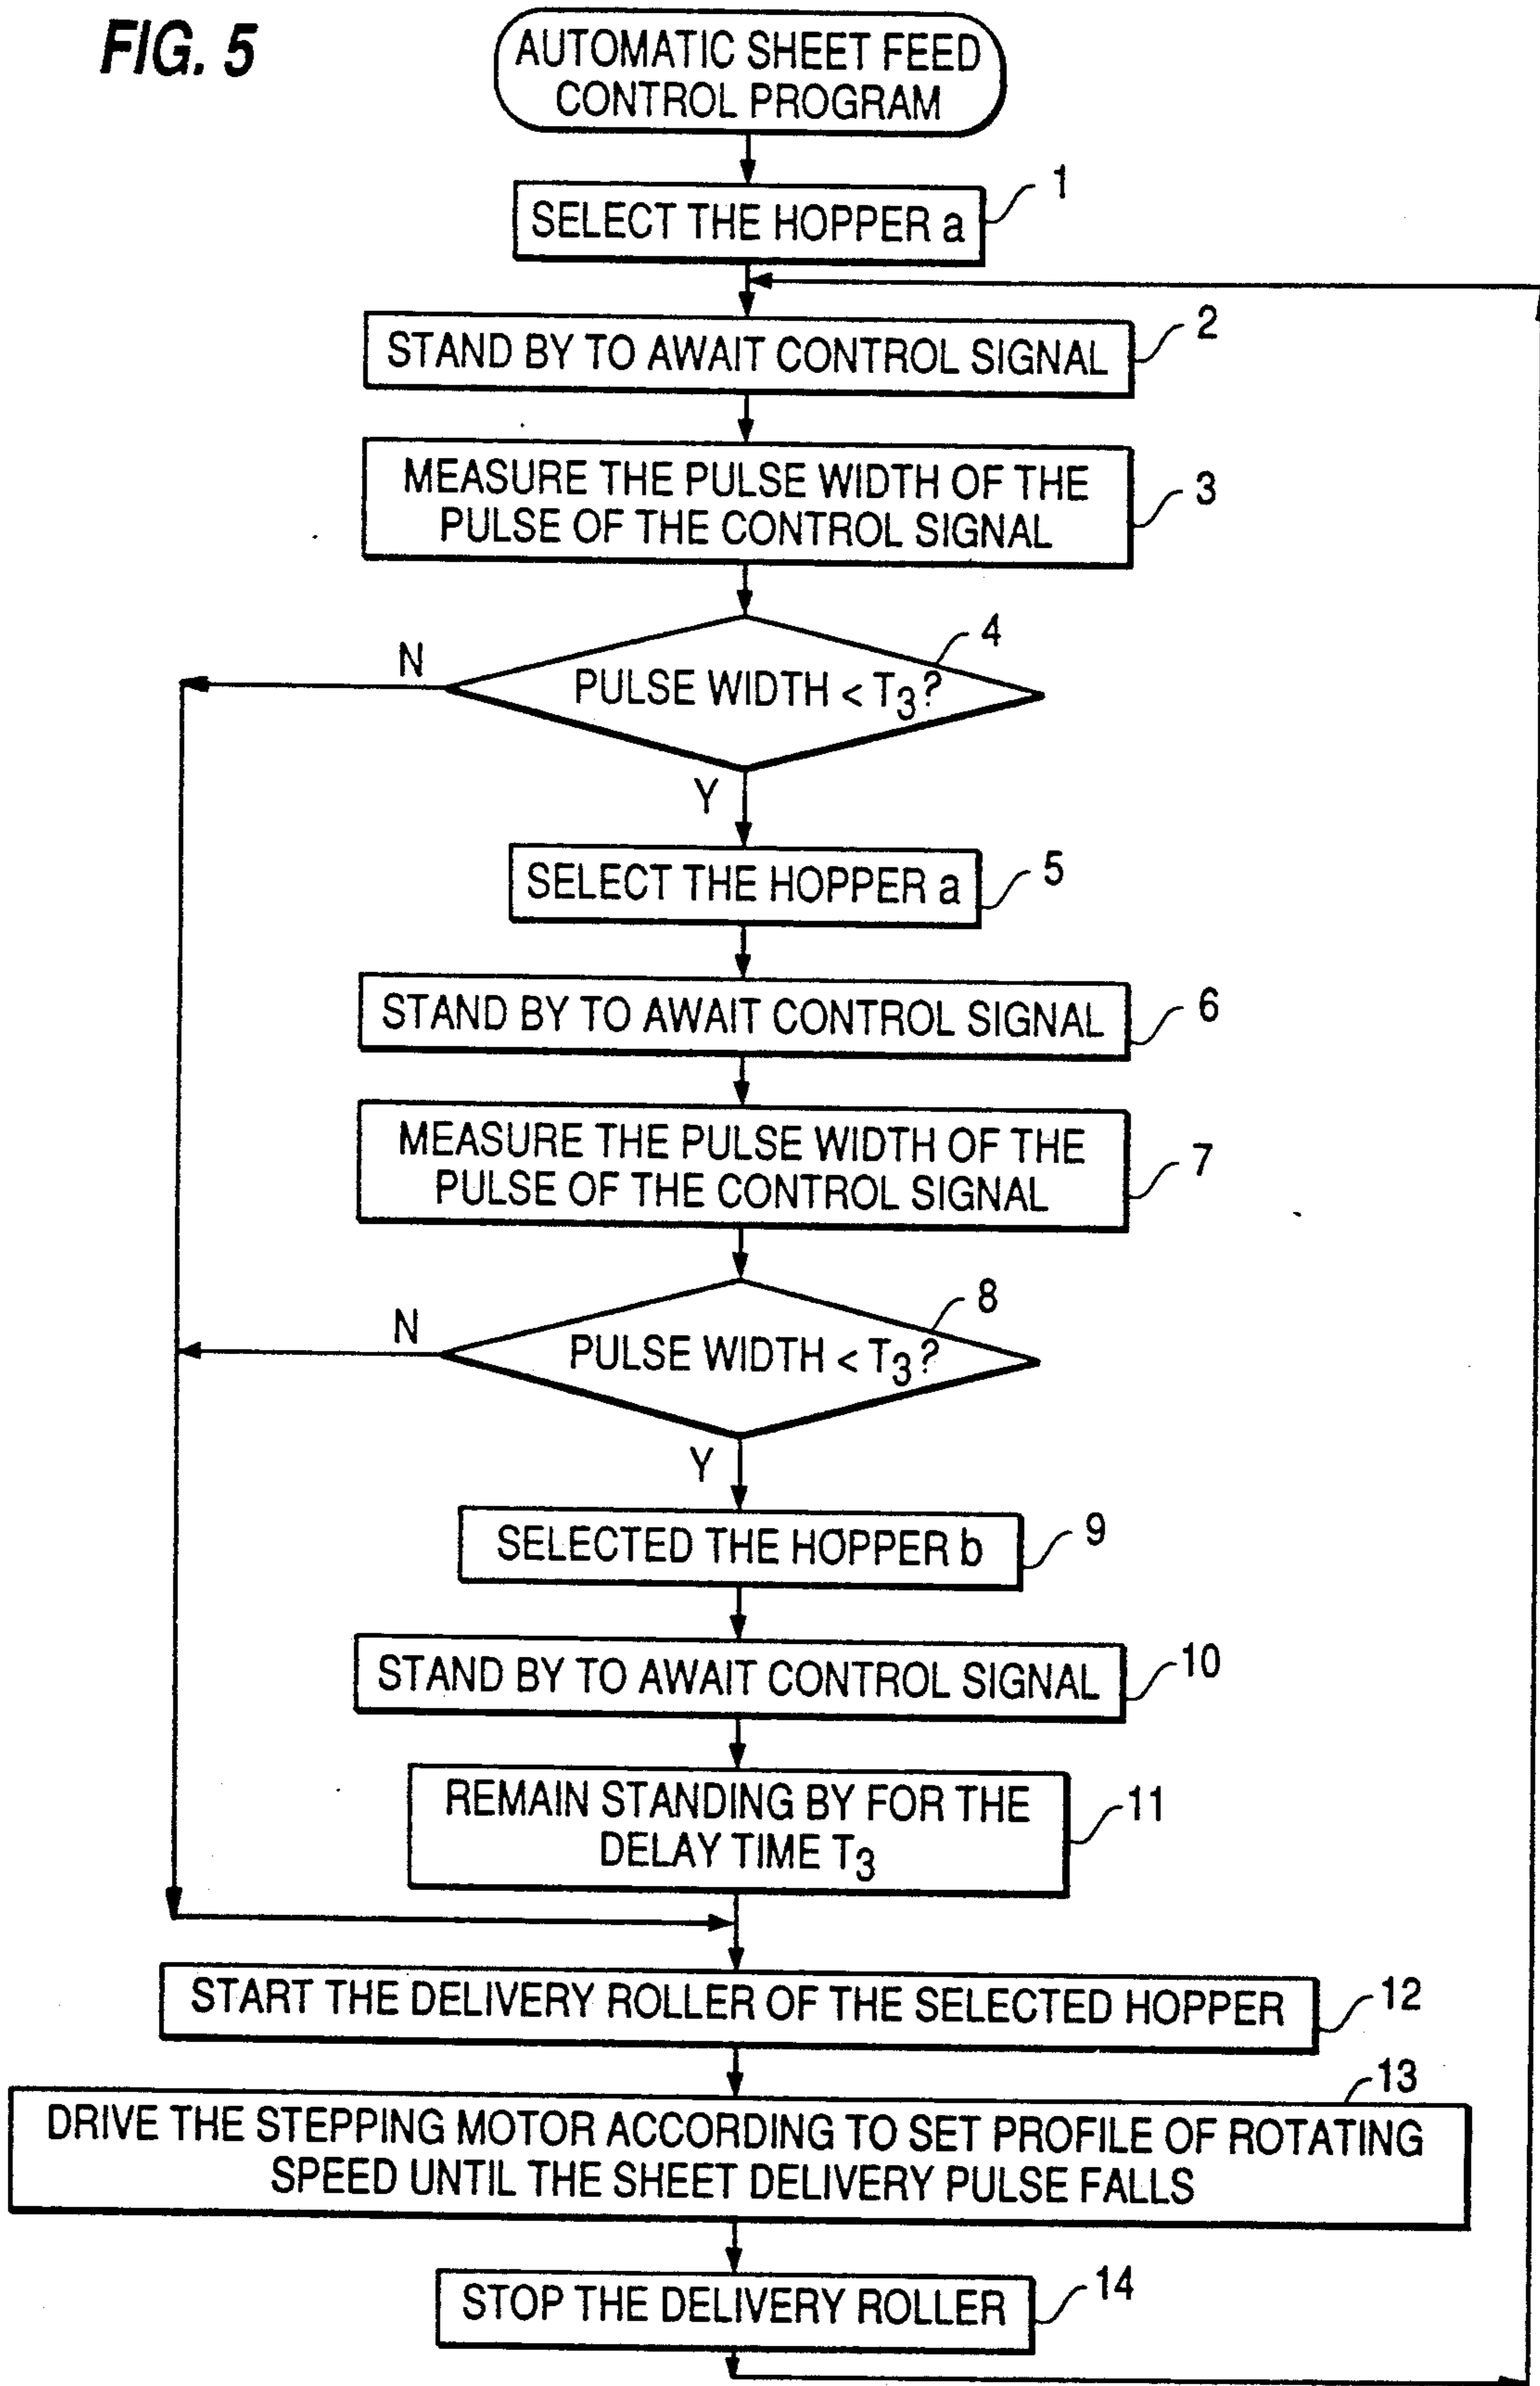 FIG. 5
AUTOMATIC SHEET FEED
CONTROL PROGRAM
1
SELECT THE HOPPER a
2
STAND BY TO AWAIT CONTROL SIGNAL
MEASURE THE PULSE WIDTH OF THE
PULSE OF THE CONTROL SIGNAL
3
4
N
PULSE WIDTH < T3?
Y
SELECT THE HOPPER a
5
STAND BY TO AWAIT CONTROL SIGNAL
6
MEASURE THE PULSE WIDTH OF THE
PULSE OF THE CONTROL SIGNAL
7
8
N
PULSE WIDTH < T3?
Y
SELECTED THE HOPPER b
9
STAND BY TO AWAIT CONTROL SIGNAL
10
REMAIN STANDING BY FOR THE
DELAY TIME T3
11
START THE DELIVERY ROLLER OF THE SELECTED HOPPER
12
13
DRIVE THE STEPPING MOTOR ACCORDING TO SET PROFILE OF ROTATING
SPEED UNTIL THE SHEET DELIVERY PULSE FALLS
STOP THE DELIVERY ROLLER
14